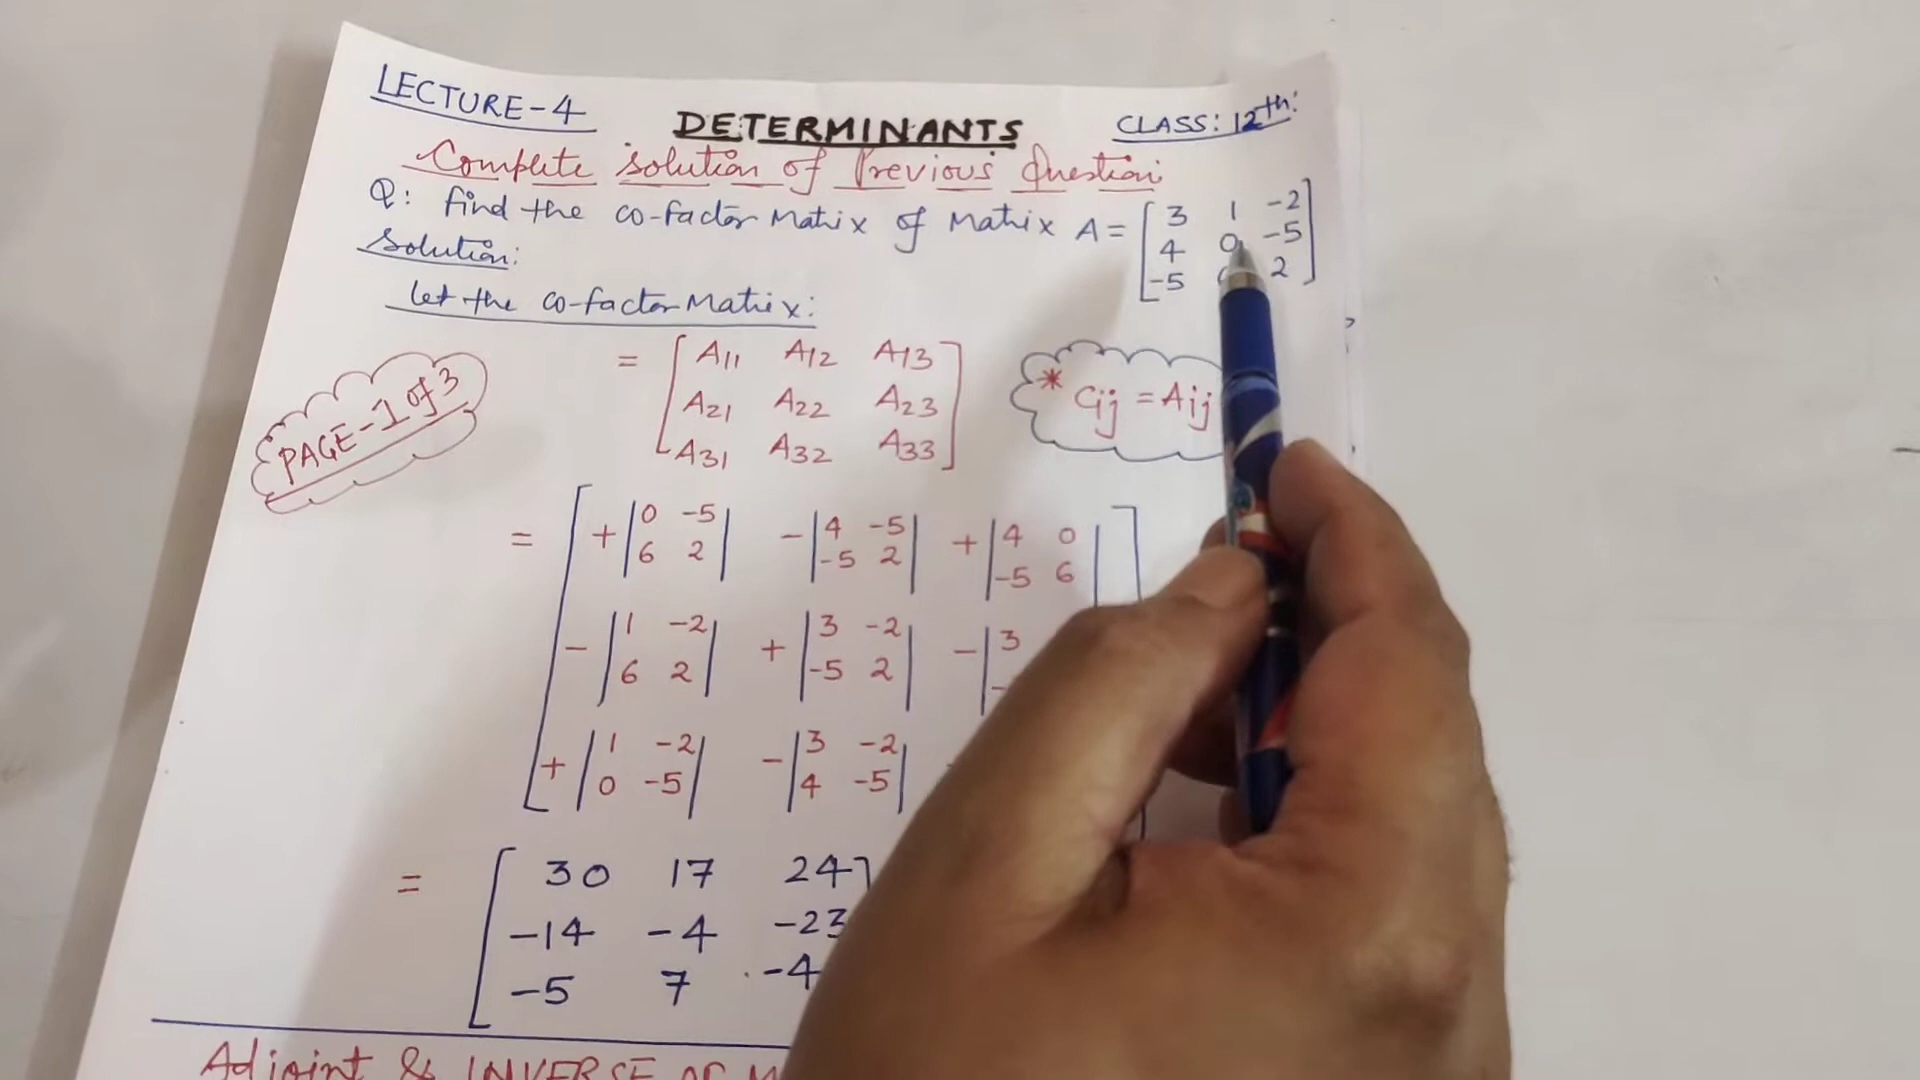 LECTURE-4
DETERMINANTS
CLASS: 12th:
Complete solution of Previous Question
Q: find the co-factor Matrix of Matrix A = [ 3 1 -2
4 0 -5
-5 2 ]
Solution:
let the co-factor Matrix:
PAGE-1 of 3
= [ A11 A12 A13
A21 A22 A23
A31 A32 A33 ]
* Cij = Aij
= [ + |0 -5| - |4 -5| + |4 0|
|6 2| |-5 2| |-5 6|
- |1 -2| + |3 -2| - |3
|6 2| |-5 2| -
+ |1 -2| - |3 -2|
|0 -5| |4 -5|
= [ 30 17 24 ]
-14 -4 -23
-5 7 -4
Adjoint & INVERSE OF M